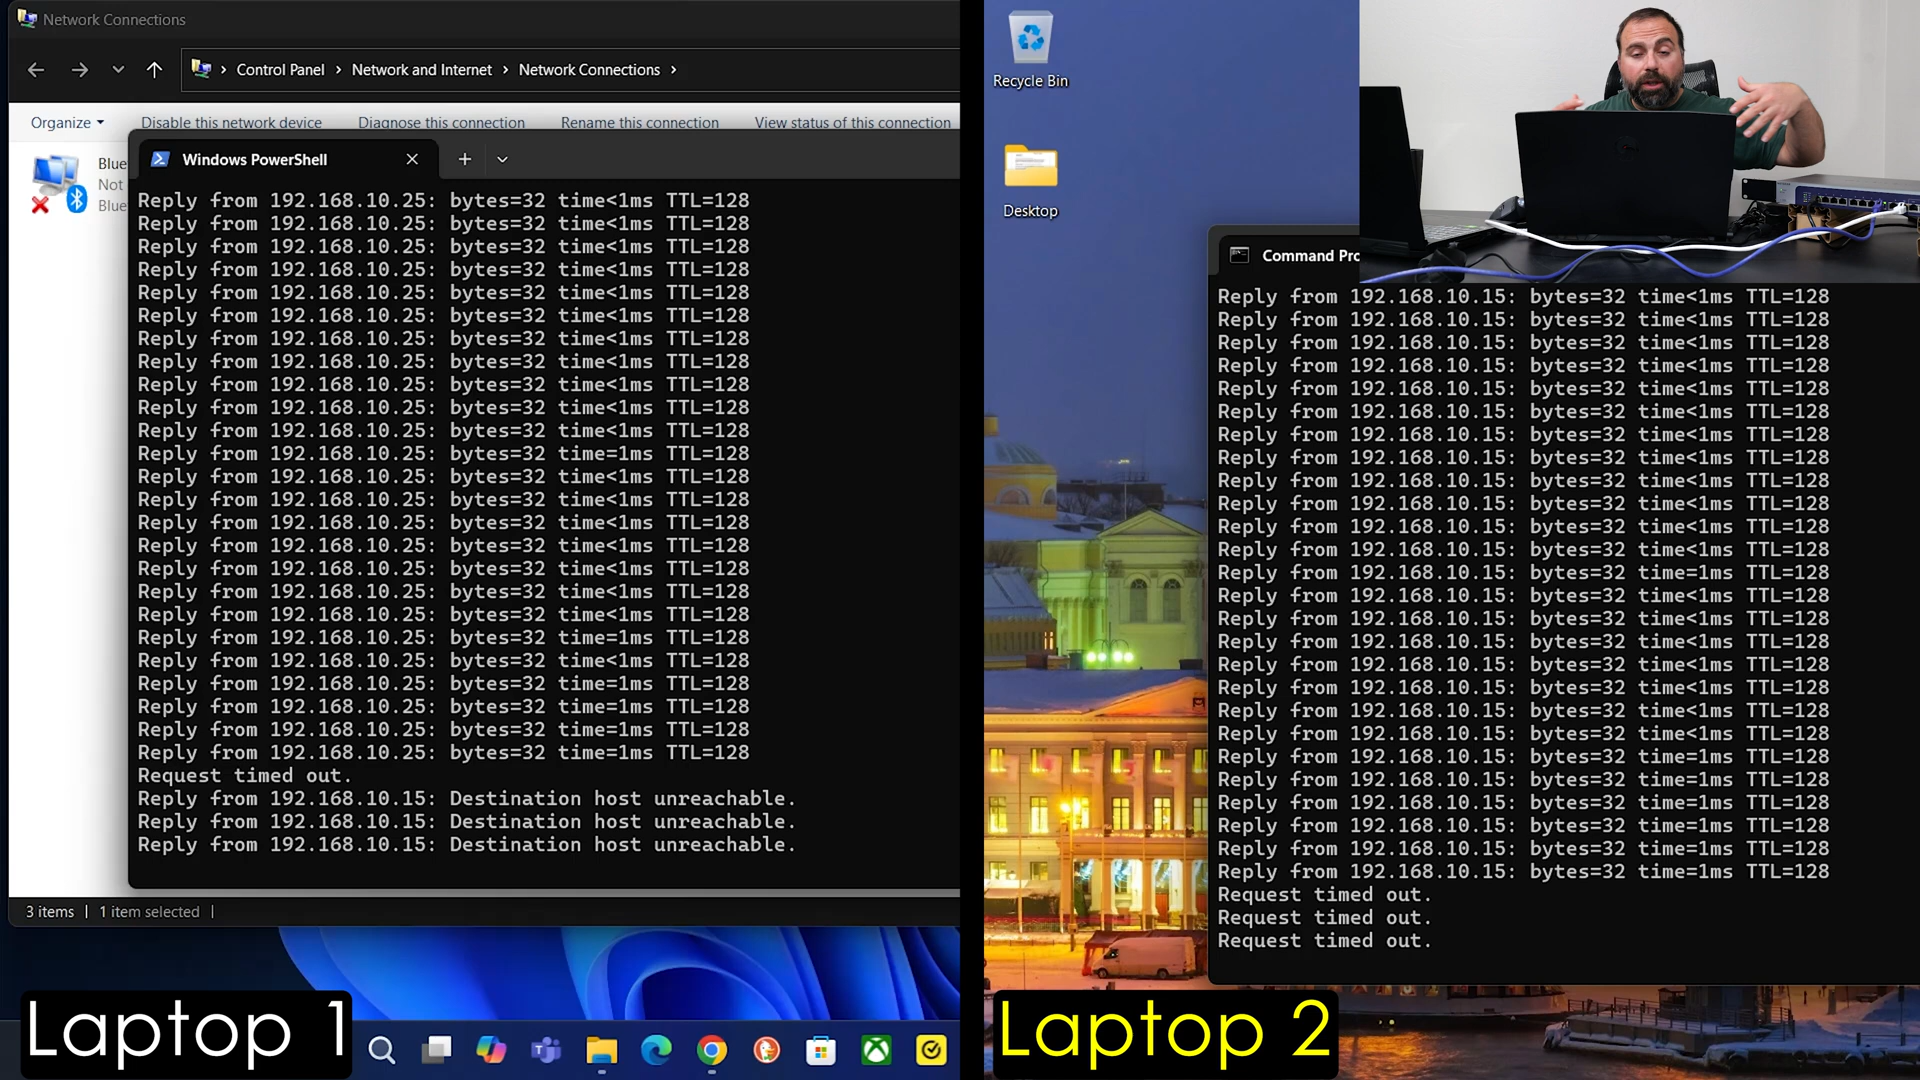 Network Connections
Control Panel > Network and Internet > Network Connections >
Organize Disable this network device Diagnose this connection Rename this connection View status of this connection
Blue
Not
Blue
Windows PowerShell
Reply from 192.168.10.25: bytes=32 time<1ms TTL=128
Reply from 192.168.10.25: bytes=32 time<1ms TTL=128
Reply from 192.168.10.25: bytes=32 time<1ms TTL=128
Reply from 192.168.10.25: bytes=32 time<1ms TTL=128
Reply from 192.168.10.25: bytes=32 time<1ms TTL=128
Reply from 192.168.10.25: bytes=32 time<1ms TTL=128
Reply from 192.168.10.25: bytes=32 time<1ms TTL=128
Reply from 192.168.10.25: bytes=32 time<1ms TTL=128
Reply from 192.168.10.25: bytes=32 time<1ms TTL=128
Reply from 192.168.10.25: bytes=32 time<1ms TTL=128
Reply from 192.168.10.25: bytes=32 time<1ms TTL=128
Reply from 192.168.10.25: bytes=32 time=1ms TTL=128
Reply from 192.168.10.25: bytes=32 time<1ms TTL=128
Reply from 192.168.10.25: bytes=32 time<1ms TTL=128
Reply from 192.168.10.25: bytes=32 time<1ms TTL=128
Reply from 192.168.10.25: bytes=32 time<1ms TTL=128
Reply from 192.168.10.25: bytes=32 time<1ms TTL=128
Reply from 192.168.10.25: bytes=32 time<1ms TTL=128
Reply from 192.168.10.25: bytes=32 time<1ms TTL=128
Reply from 192.168.10.25: bytes=32 time=1ms TTL=128
Reply from 192.168.10.25: bytes=32 time<1ms TTL=128
Reply from 192.168.10.25: bytes=32 time=1ms TTL=128
Reply from 192.168.10.25: bytes=32 time=1ms TTL=128
Reply from 192.168.10.25: bytes=32 time=1ms TTL=128
Reply from 192.168.10.25: bytes=32 time=1ms TTL=128
Request timed out.
Reply from 192.168.10.15: Destination host unreachable.
Reply from 192.168.10.15: Destination host unreachable.
Reply from 192.168.10.15: Destination host unreachable.
3 items | 1 item selected |
Laptop 1
Recycle Bin
Desktop
Command Pro
Reply from 192.168.10.15: bytes=32 time<1ms TTL=128
Reply from 192.168.10.15: bytes=32 time<1ms TTL=128
Reply from 192.168.10.15: bytes=32 time<1ms TTL=128
Reply from 192.168.10.15: bytes=32 time<1ms TTL=128
Reply from 192.168.10.15: bytes=32 time<1ms TTL=128
Reply from 192.168.10.15: bytes=32 time<1ms TTL=128
Reply from 192.168.10.15: bytes=32 time<1ms TTL=128
Reply from 192.168.10.15: bytes=32 time<1ms TTL=128
Reply from 192.168.10.15: bytes=32 time<1ms TTL=128
Reply from 192.168.10.15: bytes=32 time<1ms TTL=128
Reply from 192.168.10.15: bytes=32 time<1ms TTL=128
Reply from 192.168.10.15: bytes=32 time=1ms TTL=128
Reply from 192.168.10.15: bytes=32 time=1ms TTL=128
Reply from 192.168.10.15: bytes=32 time<1ms TTL=128
Reply from 192.168.10.15: bytes=32 time=1ms TTL=128
Reply from 192.168.10.15: bytes=32 time=1ms TTL=128
Reply from 192.168.10.15: bytes=32 time<1ms TTL=128
Reply from 192.168.10.15: bytes=32 time<1ms TTL=128
Reply from 192.168.10.15: bytes=32 time<1ms TTL=128
Reply from 192.168.10.15: bytes=32 time<1ms TTL=128
Reply from 192.168.10.15: bytes=32 time=1ms TTL=128
Reply from 192.168.10.15: bytes=32 time=1ms TTL=128
Reply from 192.168.10.15: bytes=32 time<1ms TTL=128
Reply from 192.168.10.15: bytes=32 time=1ms TTL=128
Reply from 192.168.10.15: bytes=32 time=1ms TTL=128
Reply from 192.168.10.15: bytes=32 time=1ms TTL=128
Request timed out.
Request timed out.
Request timed out.
Laptop 2